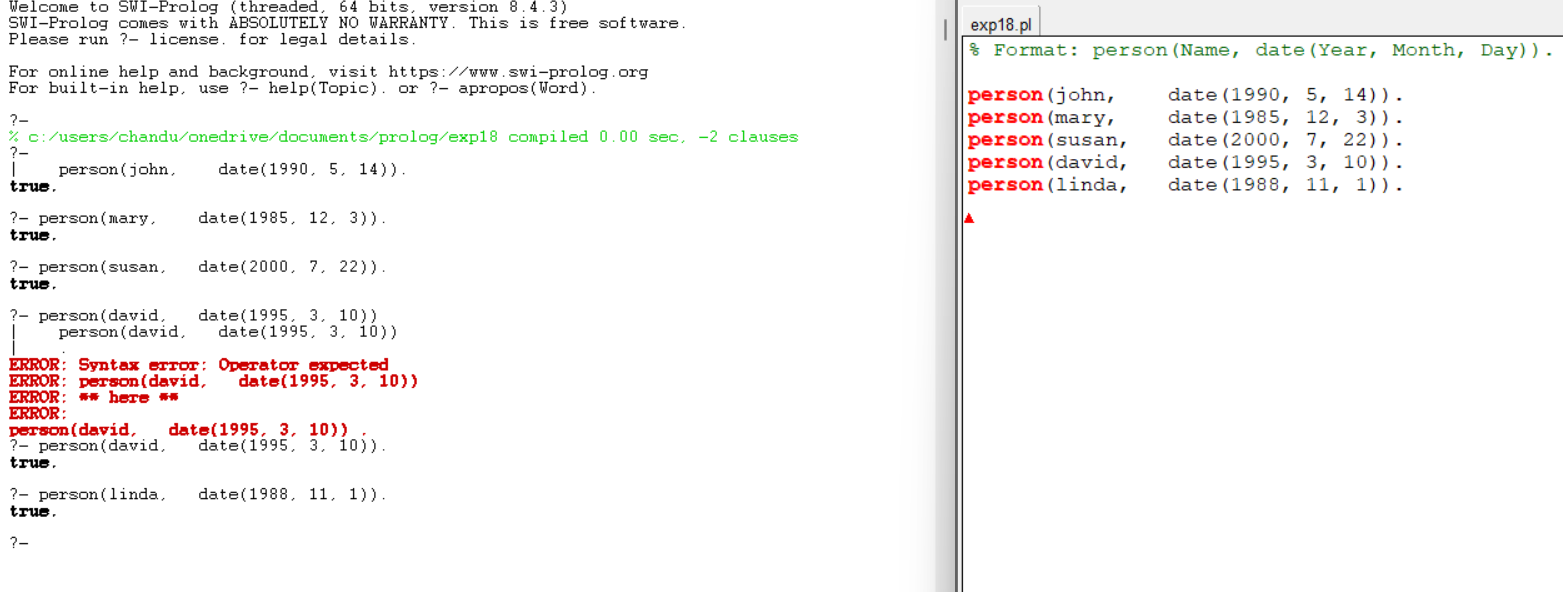 Welcome to SWI-Prolog (threaded, 64 bits, version 8.4.3)
SWI-Prolog comes with ABSOLUTELY NO WARRANTY. This is free software.
Please run ?- license. for legal details.

For online help and background, visit https://www.swi-prolog.org
For built-in help, use ?- help(Topic). or ?- apropos(Word).

?-
% c:/users/chandu/onedrive/documents/prolog/exp18 compiled 0.00 sec, -2 clauses
?-
|    person(john,    date(1990, 5, 14)).
true.

?- person(mary,    date(1985, 12, 3)).
true.

?- person(susan,   date(2000, 7, 22)).
true.

?- person(david,   date(1995, 3, 10))
|    person(david,   date(1995, 3, 10))
|    .
ERROR: Syntax error: Operator expected
ERROR: person(david,   date(1995, 3, 10))
ERROR: ** here **
ERROR:
person(david,   date(1995, 3, 10)) .
?- person(david,   date(1995, 3, 10)).
true.

?- person(linda,   date(1988, 11, 1)).
true.

?-

exp18.pl
% Format: person(Name, date(Year, Month, Day)).

person(john,    date(1990, 5, 14)).
person(mary,    date(1985, 12, 3)).
person(susan,   date(2000, 7, 22)).
person(david,   date(1995, 3, 10)).
person(linda,   date(1988, 11, 1)).